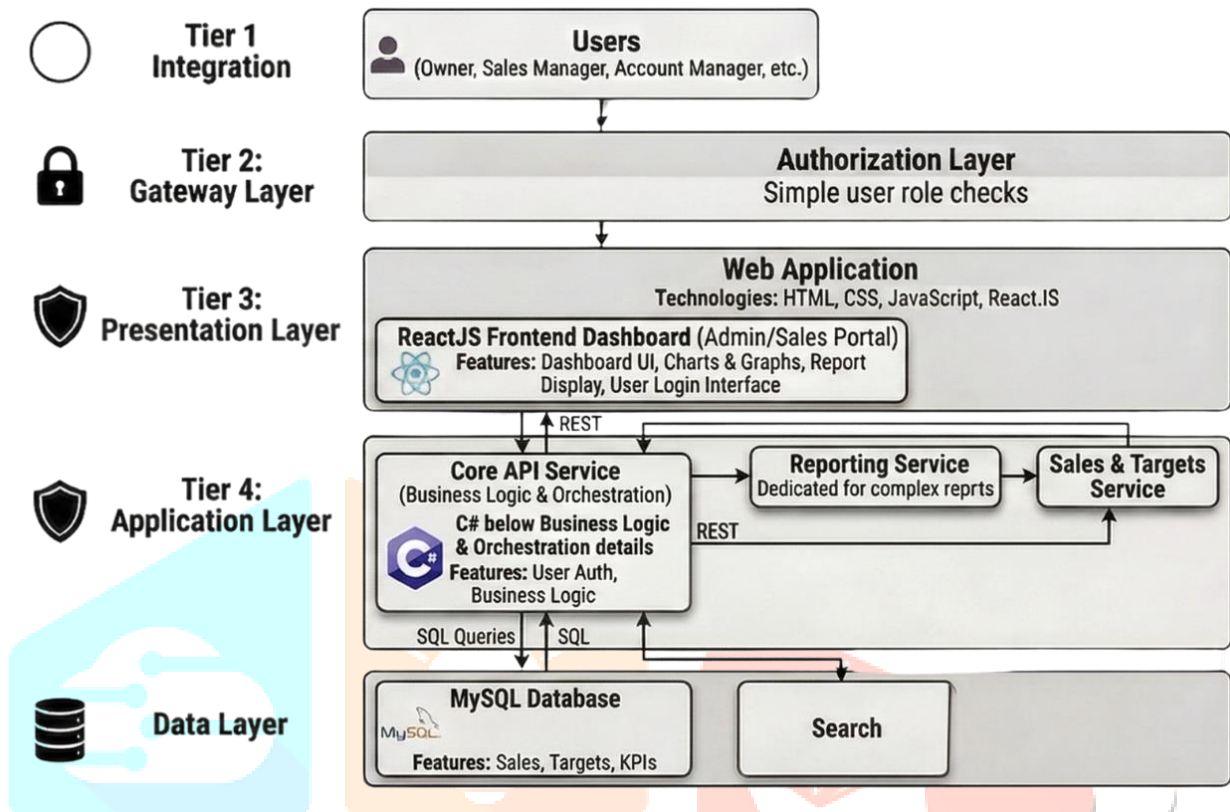 Tier 1
Integration
Users
(Owner, Sales Manager, Account Manager, etc.)
Tier 2:
Gateway Layer
Authorization Layer
Simple user role checks
Tier 3:
Presentation Layer
Web Application
Technologies: HTML, CSS, JavaScript, React.IS
ReactJS Frontend Dashboard (Admin/Sales Portal)
Features: Dashboard UI, Charts & Graphs, Report
Display, User Login Interface
REST
Tier 4:
Application Layer
Core API Service
(Business Logic & Orchestration)
C#
C# below Business Logic
& Orchestration details
Features: User Auth,
Business Logic
Reporting Service
Dedicated for complex reprts
Sales & Targets
Service
REST
SQL Queries
SQL
Data Layer
MySQL Database
MySQL
Features: Sales, Targets, KPIs
Search